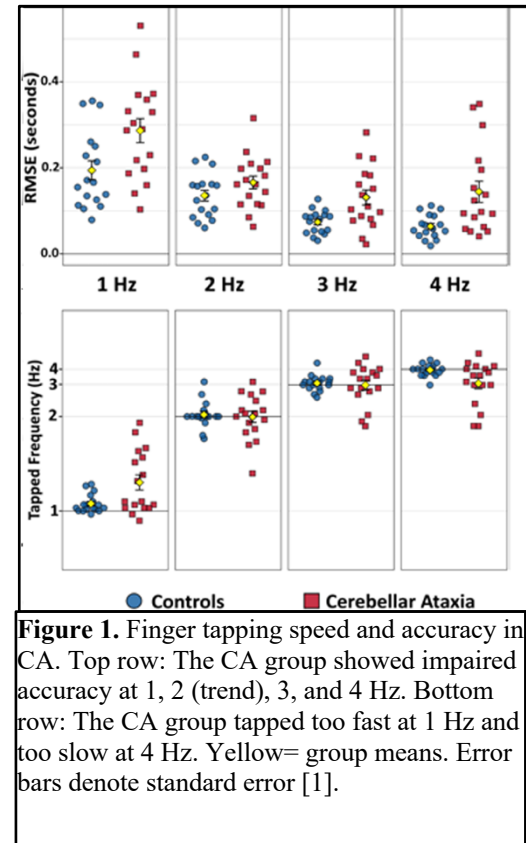 RMSE (seconds)
0.4
0.2
0.0
1 Hz 2 Hz 3 Hz 4 Hz
Tapped Frequency (Hz)
4
3
2
1
Controls Cerebellar Ataxia
Figure 1. Finger tapping speed and accuracy in
CA. Top row: The CA group showed impaired
accuracy at 1, 2 (trend), 3, and 4 Hz. Bottom
row: The CA group tapped too fast at 1 Hz and
too slow at 4 Hz. Yellow= group means. Error
bars denote standard error [1].